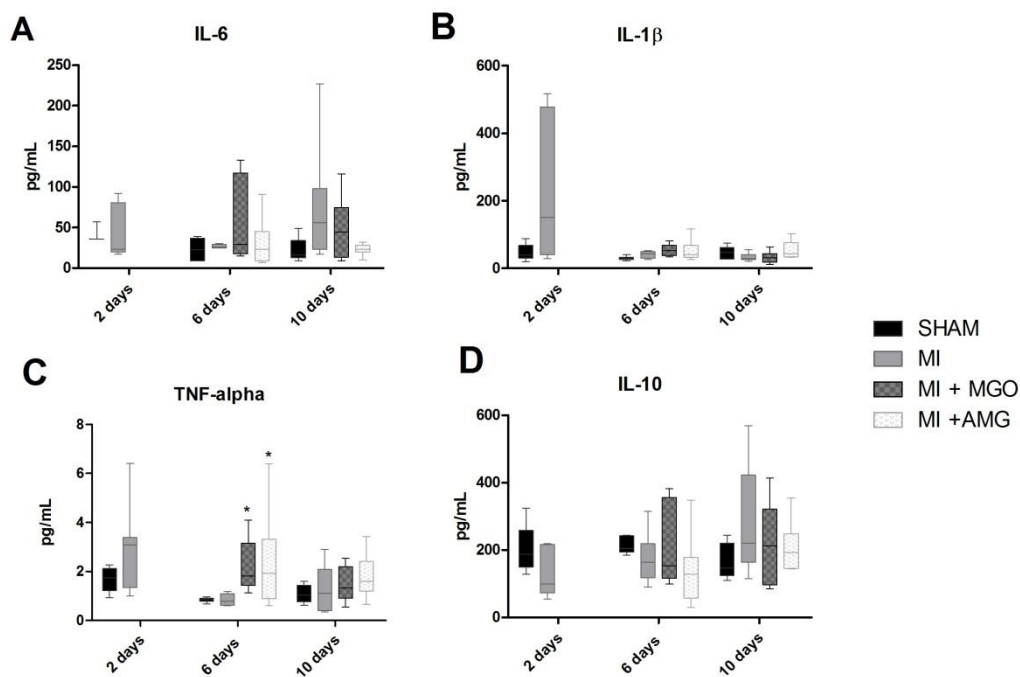 A
IL-6
pg/mL
250
200
150
100
50
0
2 days
6 days
10 days
B
IL-1β
pg/mL
600
400
200
0
2 days
6 days
10 days
C
TNF-alpha
pg/mL
8
6
4
2
0
*
*
2 days
6 days
10 days
D
IL-10
pg/mL
600
400
200
0
2 days
6 days
10 days
SHAM
MI
MI + MGO
MI +AMG